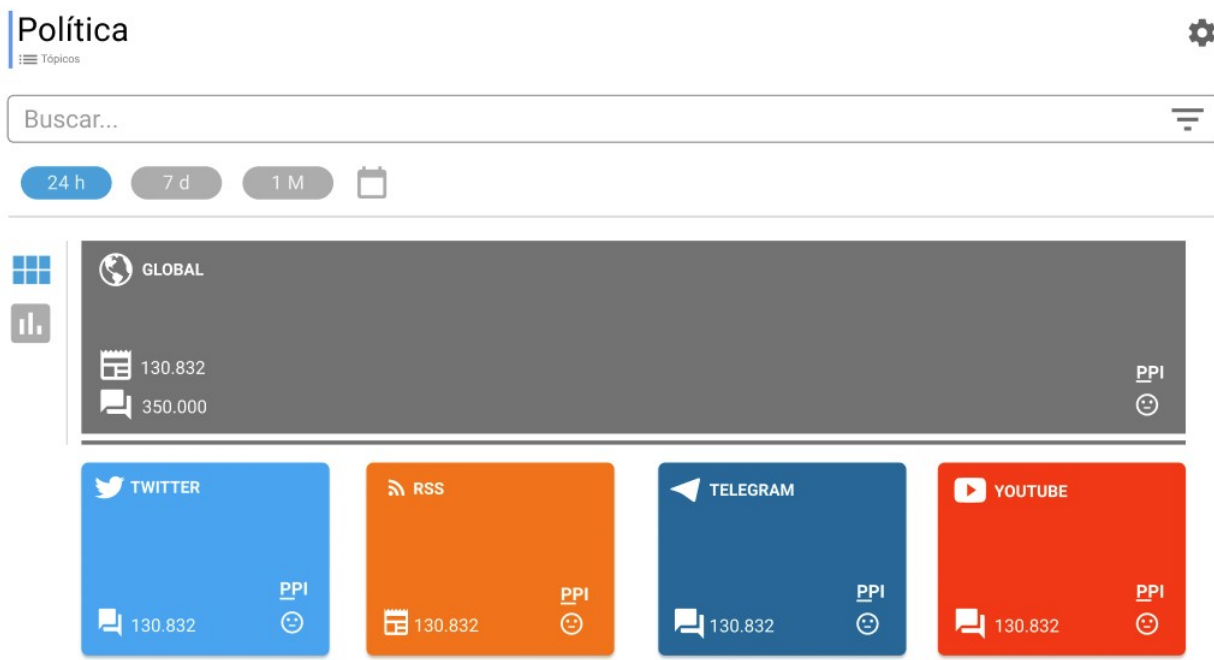 Política
Tópicos
Buscar...
24 h
7 d
1 M
GLOBAL
130.832
350.000
PPI
TWITTER
PPI
130.832
RSS
PPI
130.832
TELEGRAM
PPI
130.832
YOUTUBE
PPI
130.832